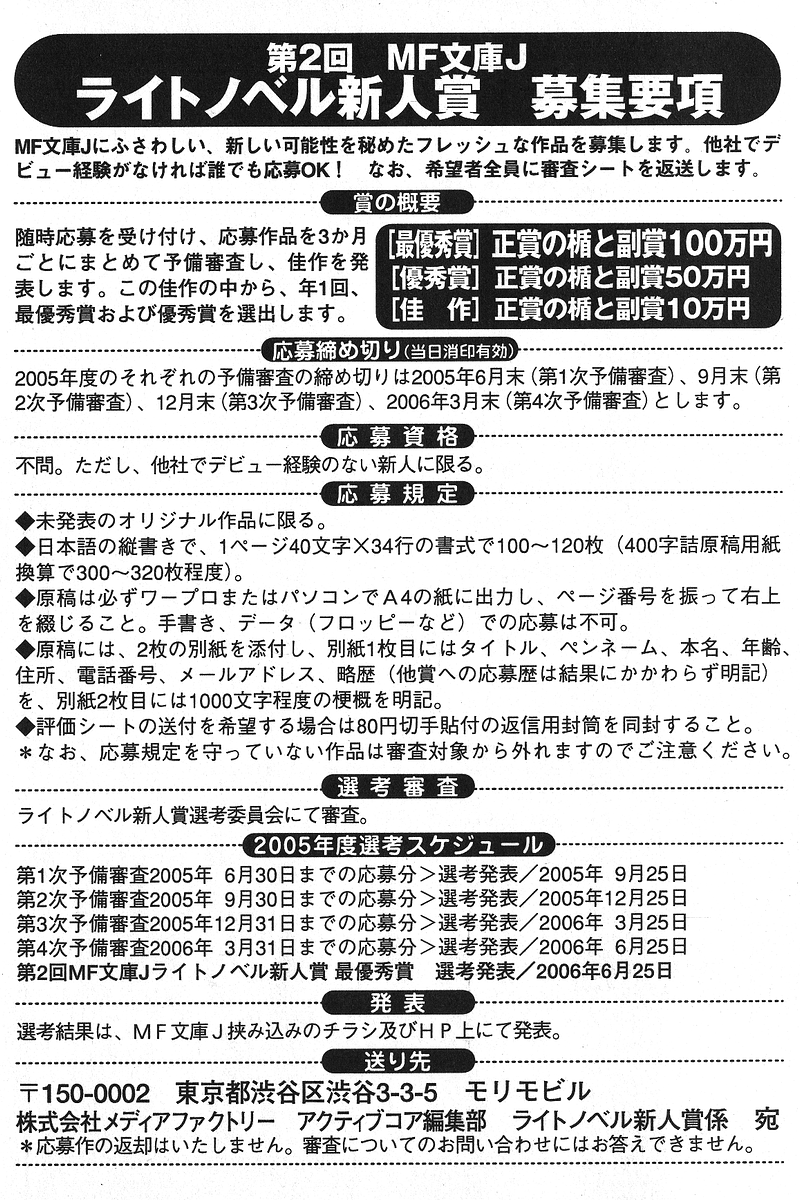 第2回　MF文庫J
ライトノベル新人賞　募集要項
MF文庫Jにふさわしい、新しい可能性を秘めたフレッシュな作品を募集します。他社でデ
ビュー経験がなければ誰でも応募OK！　なお、希望者全員に審査シートを返送します。
賞の概要
随時応募を受け付け、応募作品を3か月
ごとにまとめて予備審査し、佳作を発
表します。この佳作の中から、年1回、
最優秀賞および優秀賞を選出します。
［最優秀賞］正賞の楯と副賞100万円
［優秀賞］正賞の楯と副賞50万円
［佳　作］正賞の楯と副賞10万円
応募締め切り(当日消印有効)
2005年度のそれぞれの予備審査の締め切りは2005年6月末（第1次予備審査）、9月末（第
2次予備審査）、12月末（第3次予備審査）、2006年3月末（第4次予備審査）とします。
応募資格
不問。ただし、他社でデビュー経験のない新人に限る。
応募規定
◆未発表のオリジナル作品に限る。
◆日本語の縦書きで、1ページ40文字×34行の書式で100〜120枚（400字詰原稿用紙
換算で300〜320枚程度）。
◆原稿は必ずワープロまたはパソコンでA4の紙に出力し、ページ番号を振って右上
を綴じること。手書き、データ（フロッピーなど）での応募は不可。
◆原稿には、2枚の別紙を添付し、別紙1枚目にはタイトル、ペンネーム、本名、年齢、
住所、電話番号、メールアドレス、略歴（他賞への応募歴は結果にかかわらず明記）
を、別紙2枚目には1000文字程度の梗概を明記。
◆評価シートの送付を希望する場合は80円切手貼付の返信用封筒を同封すること。
＊なお、応募規定を守っていない作品は審査対象から外れますのでご注意ください。
選考審査
ライトノベル新人賞選考委員会にて審査。
2005年度選考スケジュール
第1次予備審査2005年 6月30日までの応募分＞選考発表／2005年 9月25日
第2次予備審査2005年 9月30日までの応募分＞選考発表／2005年12月25日
第3次予備審査2005年12月31日までの応募分＞選考発表／2006年 3月25日
第4次予備審査2006年 3月31日までの応募分＞選考発表／2006年 6月25日
第2回MF文庫Jライトノベル新人賞 最優秀賞　選考発表／2006年6月25日
発表
選考結果は、MF文庫J挟み込みのチラシ及びHP上にて発表。
送り先
〒150-0002　東京都渋谷区渋谷3-3-5　モリモビル
株式会社メディアファクトリー　アクティブコア編集部　ライトノベル新人賞係　宛
＊応募作の返却はいたしません。審査についてのお問い合わせにはお答えできません。